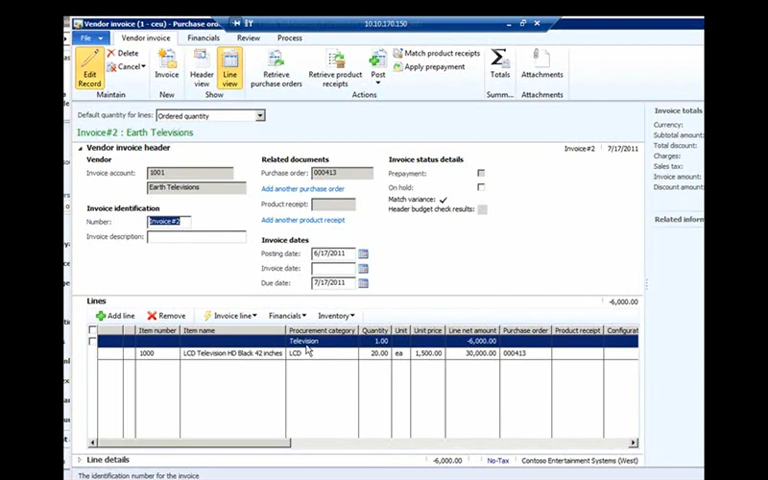 Vendor invoice (1 - ceu) - Purchase
10.10.170.150
File
Vendor invoice
Financials
Review
Process
Edit Record
Delete
Cancel
Invoice
Header view
Line view
Retrieve purchase orders
Retrieve product receipts
Post
Match product receipts
Apply prepayment
Totals
Attachments
Maintain
New
Show
Actions
Summ...
Attachments
Default quantity for lines: Ordered quantity
Invoice#2 : Earth Televisions
Vendor invoice header
Invoice#2
7/17/2011
Vendor
Invoice account: 1001
Earth Televisions
Invoice identification
Number: Invoice#2
Invoice description:
Related documents
Purchase order: 000413
Add another purchase order
Product receipt:
Add another product receipt
Invoice dates
Posting date: 6/17/2011
Invoice date:
Due date: 7/17/2011
Invoice status details
Prepayment:
On hold:
Match variance:
Header budget check results:
Invoice totals
Currency:
Subtotal amount:
Total discount:
Charges:
Sales tax:
Invoice amount:
Discount amount:
Related inform
Lines
-6,000.00
Add line
Remove
Invoice line
Financials
Inventory
Item number Item name Procurement category Quantity Unit Unit price Line net amount Purchase order Product receipt Configurat
Television 1.00 -6,000.00
1000 LCD Television HD Black 42 inches LCD 20.00 ea 1,500.00 30,000.00 000413
Line details
-6,000.00 No-Tax Contoso Entertainment Systems (West)
The identification number for the invoice